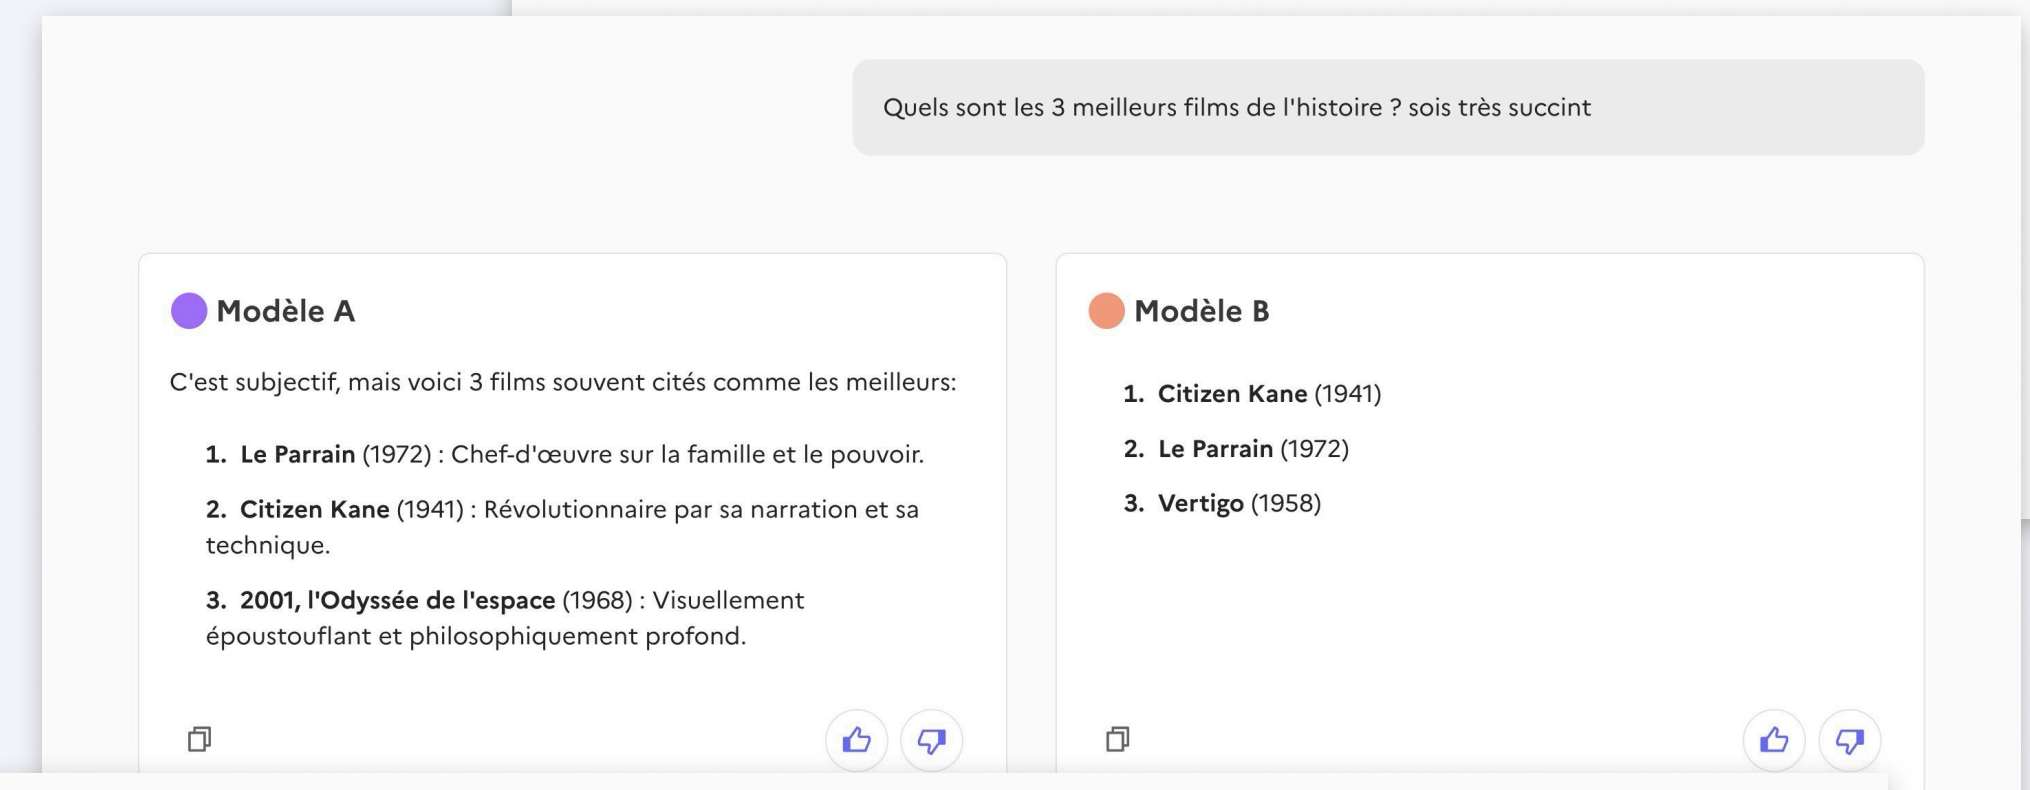 Quels sont les 3 meilleurs films de l'histoire ? sois très succint
Modèle A
C'est subjectif, mais voici 3 films souvent cités comme les meilleurs:
1. Le Parrain (1972) : Chef-d'œuvre sur la famille et le pouvoir.
2. Citizen Kane (1941) : Révolutionnaire par sa narration et sa
technique.
3. 2001, l'Odyssée de l'espace (1968) : Visuellement
époustouflant et philosophiquement profond.
Modèle B
1. Citizen Kane (1941)
2. Le Parrain (1972)
3. Vertigo (1958)